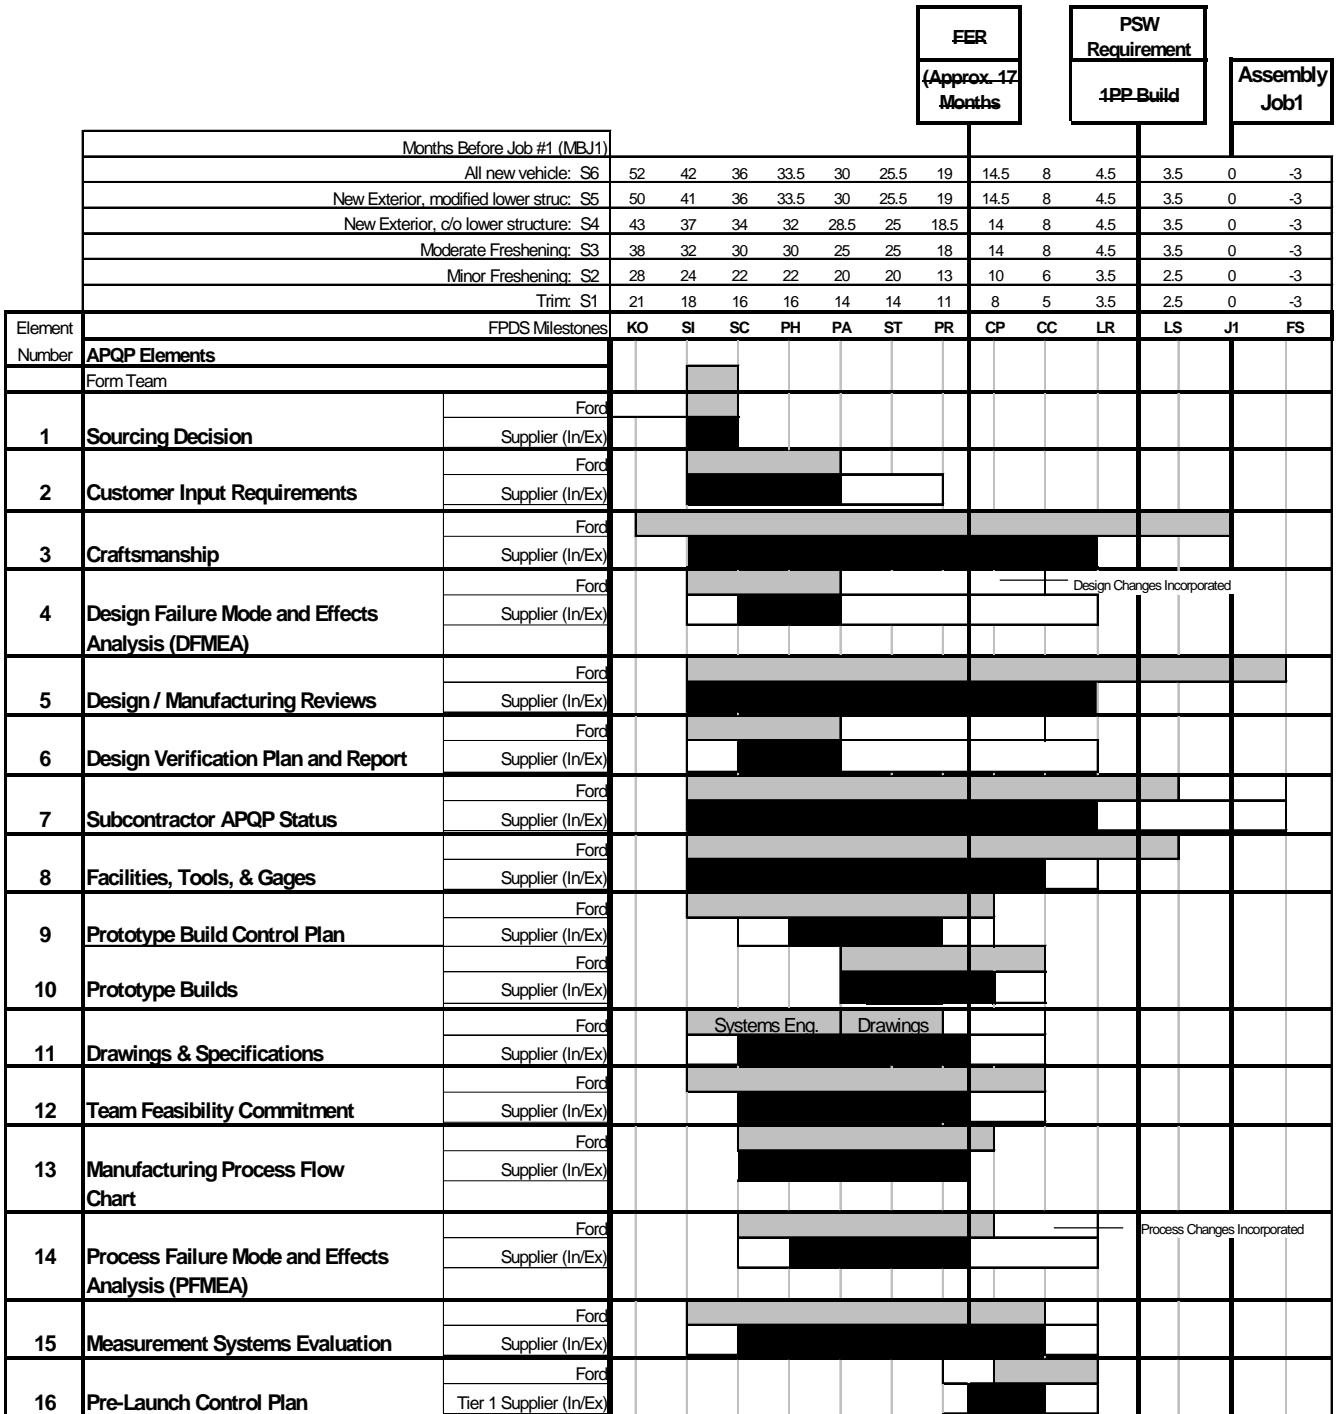 FER
PSW
Requirement
(Approx. 17
Months
1PP Build
Assembly
Job1
Months Before Job #1 (MBJ1)
All new vehicle: S6 52 42 36 33.5 30 25.5 19 14.5 8 4.5 3.5 0 -3
New Exterior, modified lower struc: S5 50 41 36 33.5 30 25.5 19 14.5 8 4.5 3.5 0 -3
New Exterior, c/o lower structure: S4 43 37 34 32 28.5 25 18.5 14 8 4.5 3.5 0 -3
Moderate Freshening: S3 38 32 30 30 25 25 18 14 8 4.5 3.5 0 -3
Minor Freshening: S2 28 24 22 22 20 20 13 10 6 3.5 2.5 0 -3
Trim: S1 21 18 16 16 14 14 11 8 5 3.5 2.5 0 -3
Element FPDS Milestones KO SI SC PH PA ST PR CP CC LR LS J1 FS
Number APQP Elements
Form Team
Ford
1 Sourcing Decision Supplier (In/Ex)
Ford
2 Customer Input Requirements Supplier (In/Ex)
Ford
3 Craftsmanship Supplier (In/Ex)
Ford Design Changes Incorporated
4 Design Failure Mode and Effects Supplier (In/Ex)
Analysis (DFMEA)
Ford
5 Design / Manufacturing Reviews Supplier (In/Ex)
Ford
6 Design Verification Plan and Report Supplier (In/Ex)
Ford
7 Subcontractor APQP Status Supplier (In/Ex)
Ford
8 Facilities, Tools, & Gages Supplier (In/Ex)
Ford
9 Prototype Build Control Plan Supplier (In/Ex)
Ford
10 Prototype Builds Supplier (In/Ex)
Ford Systems Eng. Drawings
11 Drawings & Specifications Supplier (In/Ex)
Ford
12 Team Feasibility Commitment Supplier (In/Ex)
Ford
13 Manufacturing Process Flow Supplier (In/Ex)
Chart
Ford Process Changes Incorporated
14 Process Failure Mode and Effects Supplier (In/Ex)
Analysis (PFMEA)
Ford
15 Measurement Systems Evaluation Supplier (In/Ex)
Ford
16 Pre-Launch Control Plan Tier 1 Supplier (In/Ex)